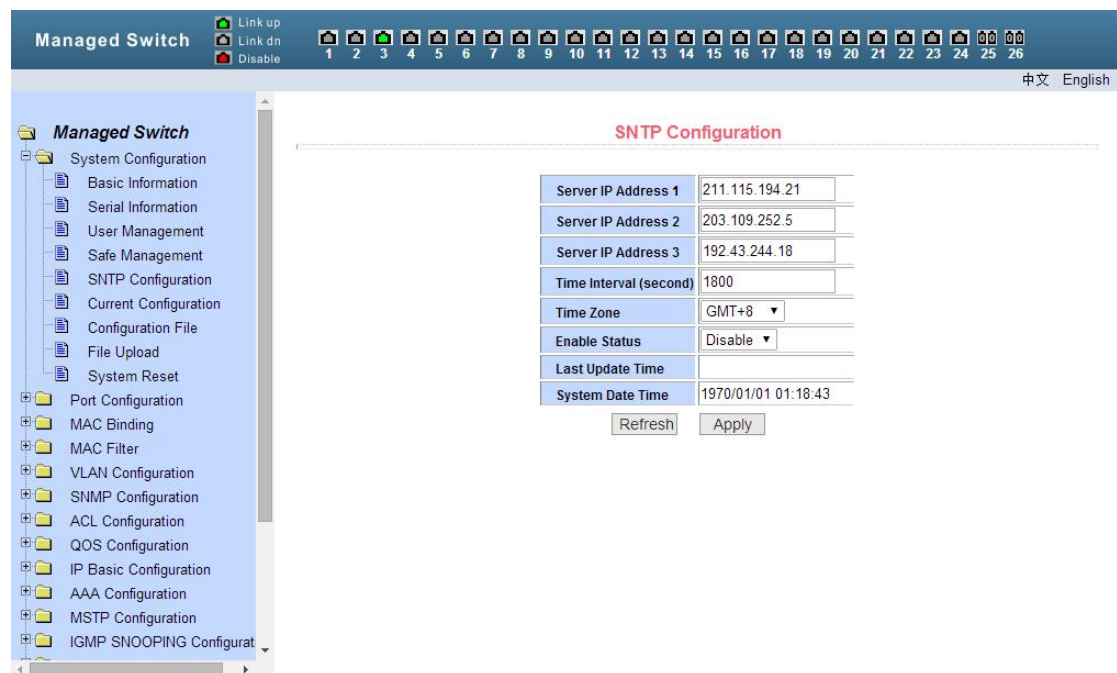 Managed Switch
Link up
Link dn
Disable
1 2 3 4 5 6 7 8 9 10 11 12 13 14 15 16 17 18 19 20 21 22 23 24 25 26
中文 English
Managed Switch
System Configuration
Basic Information
Serial Information
User Management
Safe Management
SNTP Configuration
Current Configuration
Configuration File
File Upload
System Reset
Port Configuration
MAC Binding
MAC Filter
VLAN Configuration
SNMP Configuration
ACL Configuration
QOS Configuration
IP Basic Configuration
AAA Configuration
MSTP Configuration
IGMP SNOOPING Configurat
SNTP Configuration
Server IP Address 1 211.115.194.21
Server IP Address 2 203.109.252.5
Server IP Address 3 192.43.244.18
Time Interval (second) 1800
Time Zone GMT+8
Enable Status Disable
Last Update Time
System Date Time 1970/01/01 01:18:43
Refresh Apply